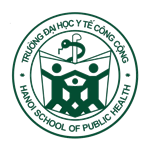 TRƯỜNG ĐẠI HỌC Y TẾ CÔNG CỘNG
HANOI SCHOOL OF PUBLIC HEALTH